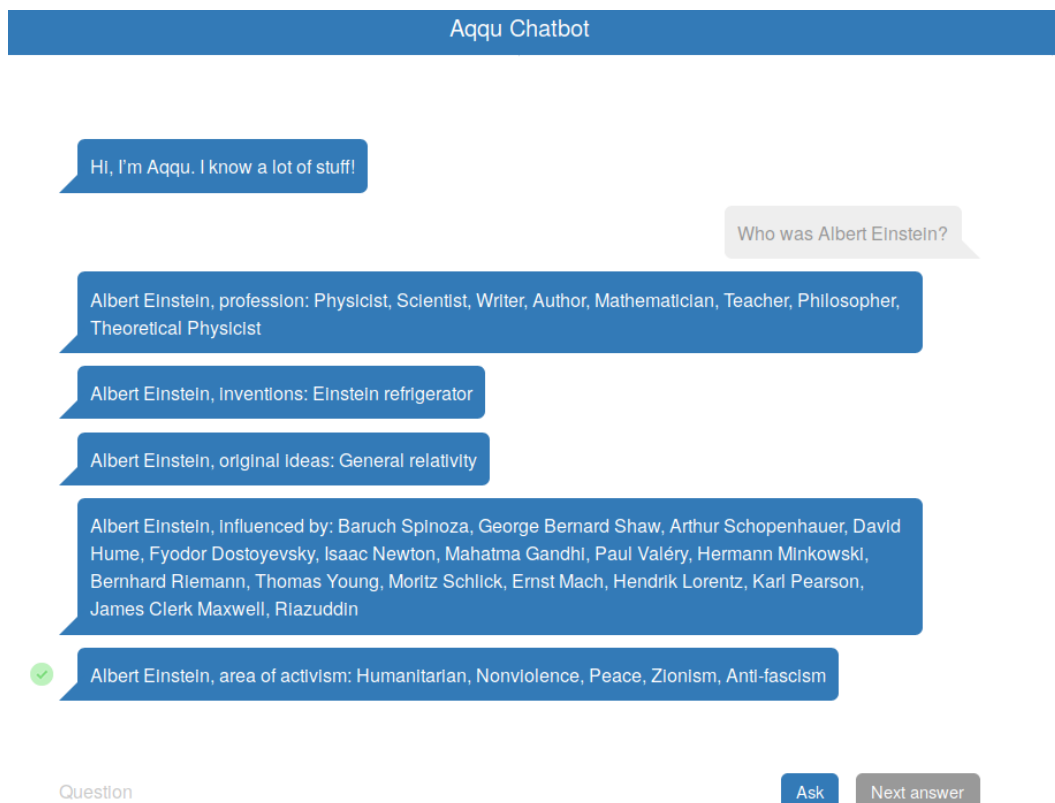 Aqqu Chatbot
Hi, I'm Aqqu. I know a lot of stuff!
Who was Albert Einstein?
Albert Einstein, profession: Physicist, Scientist, Writer, Author, Mathematician, Teacher, Philosopher,
Theoretical Physicist
Albert Einstein, inventions: Einstein refrigerator
Albert Einstein, original ideas: General relativity
Albert Einstein, influenced by: Baruch Spinoza, George Bernard Shaw, Arthur Schopenhauer, David
Hume, Fyodor Dostoyevsky, Isaac Newton, Mahatma Gandhi, Paul Valéry, Hermann Minkowski,
Bernhard Riemann, Thomas Young, Moritz Schlick, Ernst Mach, Hendrik Lorentz, Karl Pearson,
James Clerk Maxwell, Riazuddin
Albert Einstein, area of activism: Humanitarian, Nonviolence, Peace, Zionism, Anti-fascism
Question
Ask
Next answer